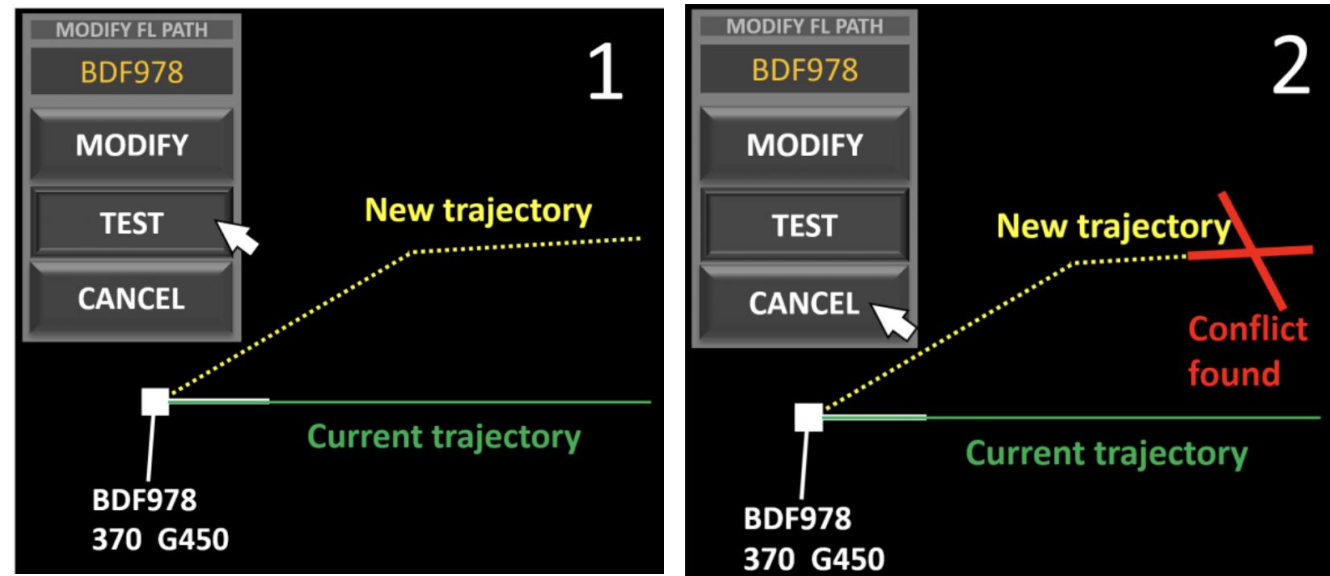 MODIFY FL PATH
BDF978
1
MODIFY
TEST
New trajectory
CANCEL
Current trajectory
BDF978
370 G450
MODIFY FL PATH
BDF978
2
MODIFY
TEST
New trajectory
CANCEL
Conflict
found
Current trajectory
BDF978
370 G450